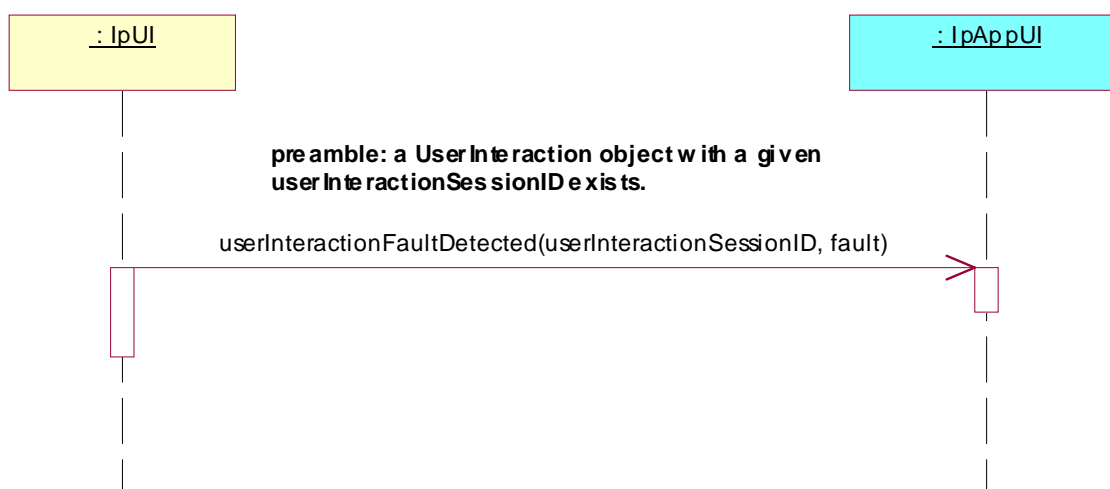 : IpUI
: IpAppUI
preamble: a UserInteraction object with a given
userInteractionSessionID exists.
userInteractionFaultDetected(userInteractionSessionID, fault)